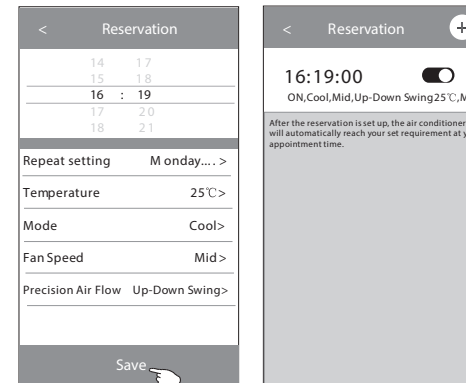 < Reservation
14 17
15 18
16 : 19
17 20
18 21
Repeat setting Monday.... >
Temperature 25℃>
Mode Cool>
Fan Speed Mid>
Precision Air Flow Up-Down Swing>
Save
< Reservation +
16:19:00
ON,Cool,Mid,Up-Down Swing25℃,M
After the reservation is set up, the air conditioner
will automatically reach your set requirement at y
appointment time.